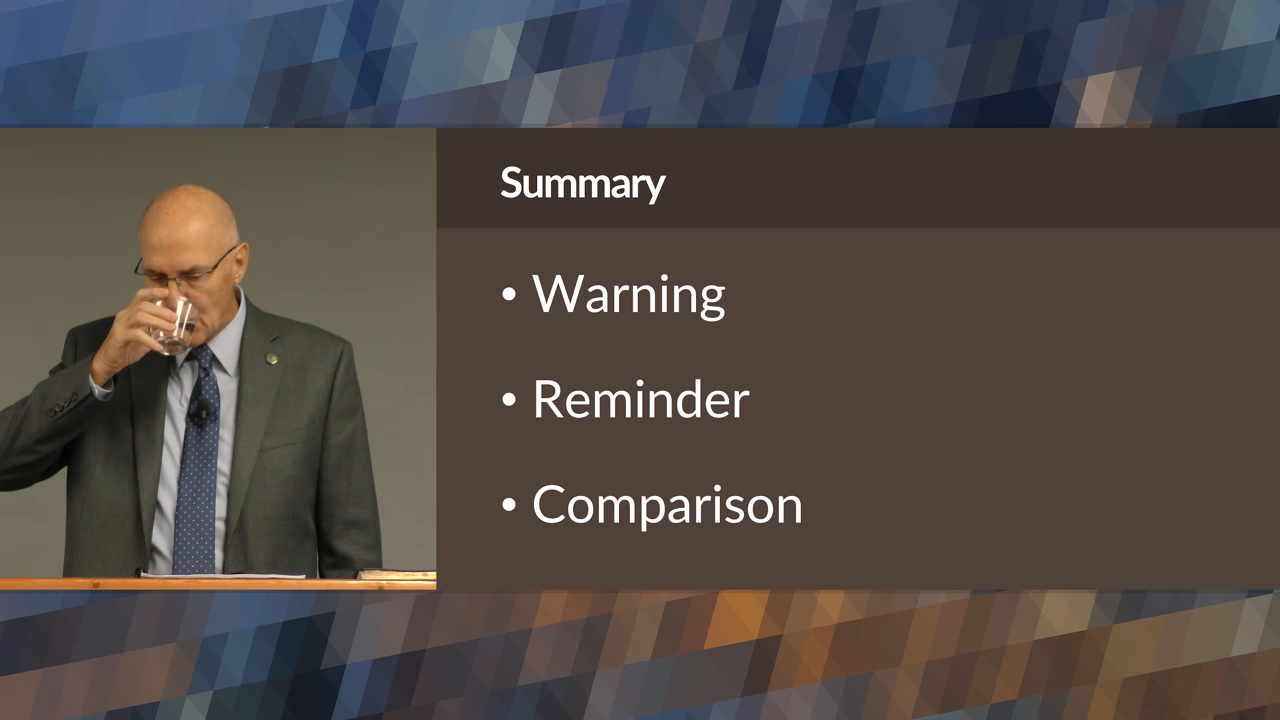 Summary
• Warning
• Reminder
• Comparison